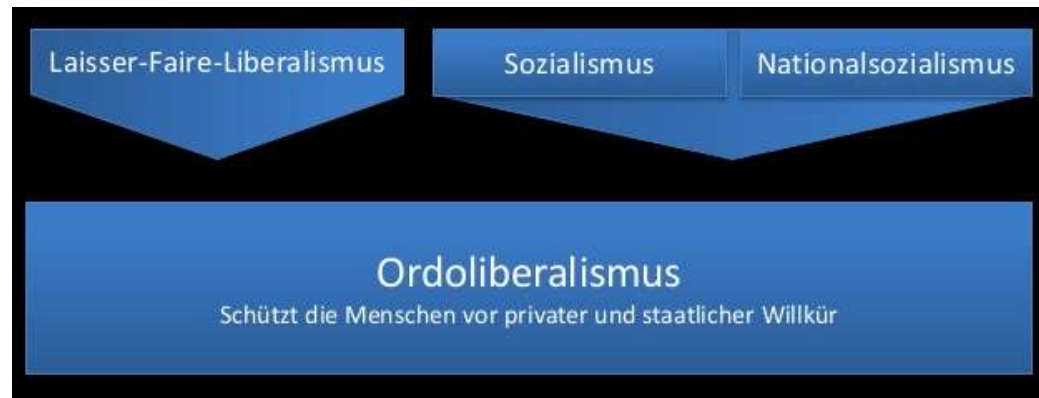 Laisser-Faire-Liberalismus
Sozialismus
Nationalsozialismus
Ordoliberalismus
Schützt die Menschen vor privater und staatlicher Willkür